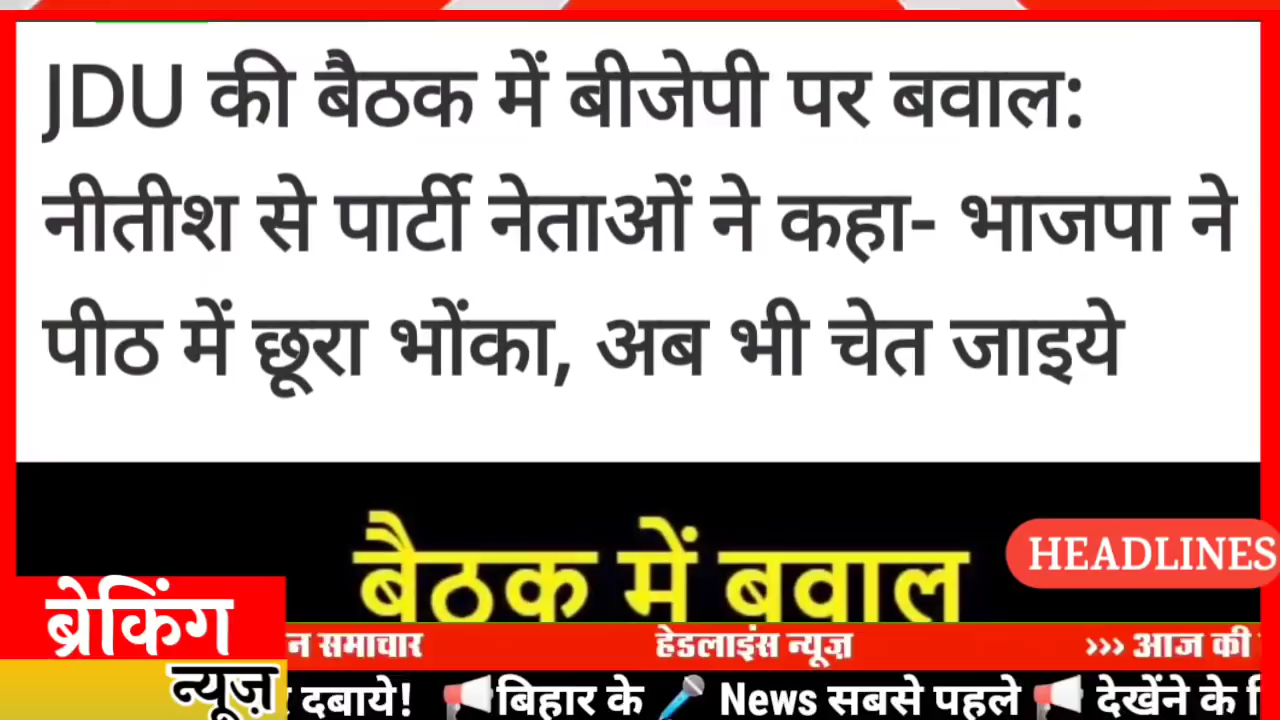 JDU की बैठक में बीजेपी पर बवाल:
नीतीश से पार्टी नेताओं ने कहा- भाजपा ने
पीठ में छूरा भोंका, अब भी चेत जाइये
बैठक में बवाल
HEADLINES
ब्रेकिंग
न्यूज़
समाचार हेडलाइंस न्यूज़ >>> आज की
दबाये! 📢बिहार के 🎤 News सबसे पहले 📢 देखेंने के